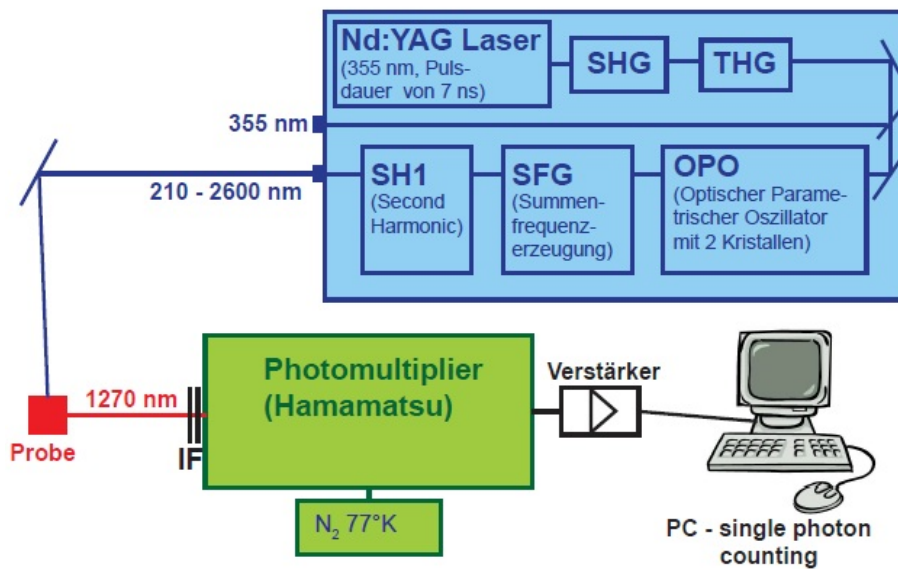 Nd:YAG Laser
(355 nm, Puls-
dauer von 7 ns)
SHG
THG
355 nm
210 - 2600 nm
SH1
(Second
Harmonic)
SFG
(Summen-
frequenz-
erzeugung)
OPO
(Optischer Parame-
trischer Oszillator
mit 2 Kristallen)
Photomultiplier
(Hamamatsu)
Verstärker
1270 nm
Probe
IF
N₂ 77°K
PC - single photon
counting